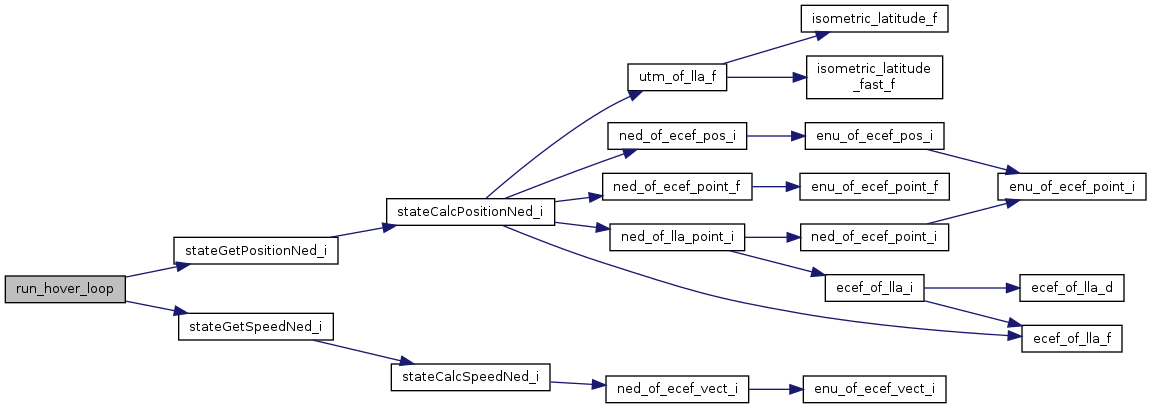 isometric_latitude_f
utm_of_lla_f
isometric_latitude
_fast_f
ned_of_ecef_pos_i
enu_of_ecef_pos_i
ned_of_ecef_point_f
enu_of_ecef_point_f
enu_of_ecef_point_i
stateCalcPositionNed_i
ned_of_lla_point_i
ned_of_ecef_point_i
stateGetPositionNed_i
run_hover_loop
ecef_of_lla_i
ecef_of_lla_d
stateGetSpeedNed_i
ecef_of_lla_f
stateCalcSpeedNed_i
ned_of_ecef_vect_i
enu_of_ecef_vect_i